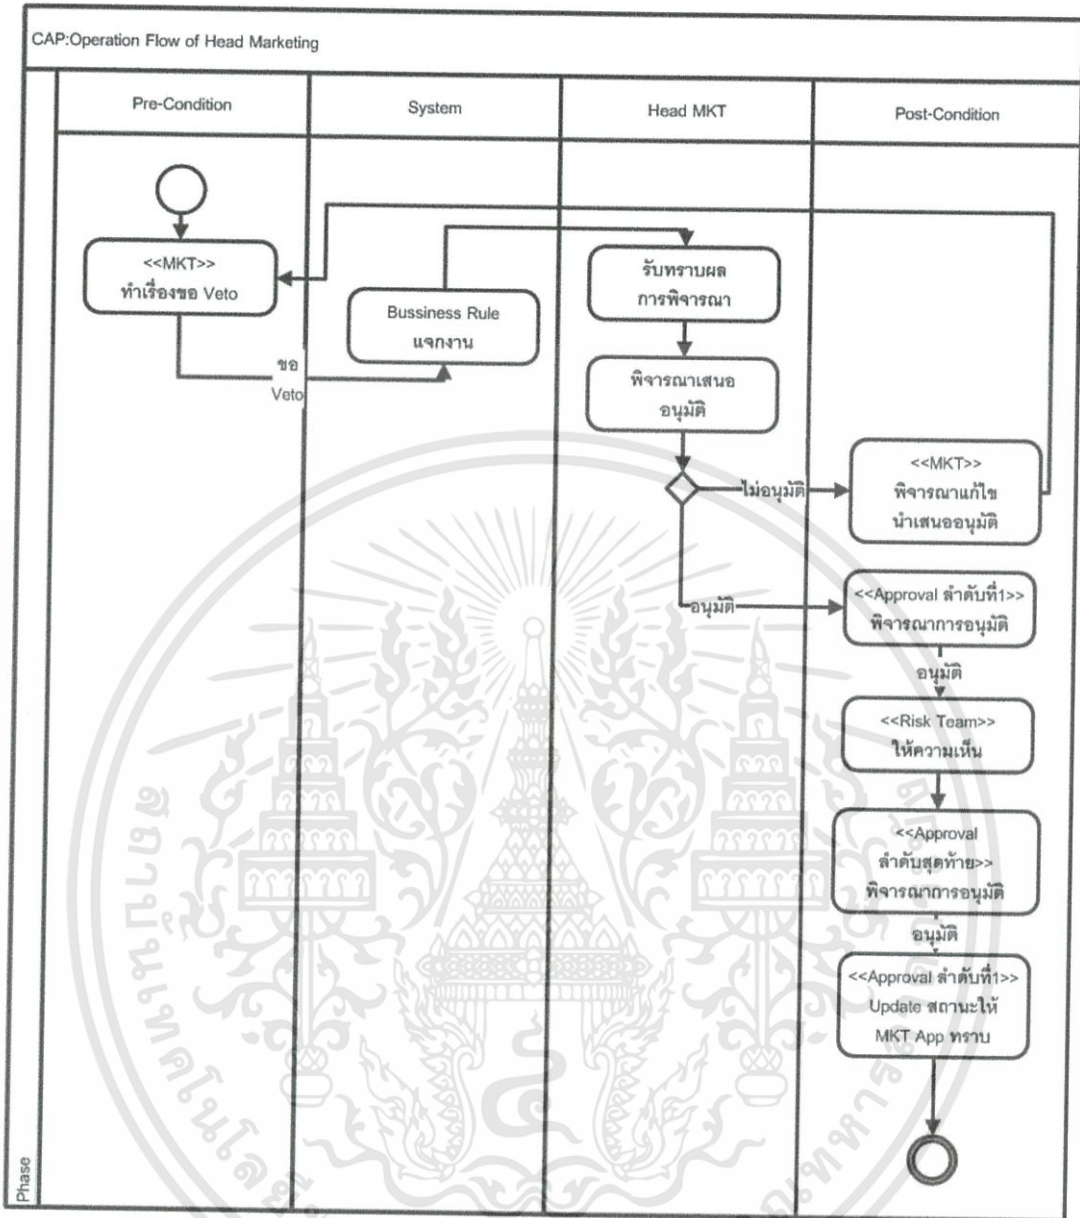 CAP:Operation Flow of Head Marketing
Pre-Condition
System
Head MKT
Post-Condition
<<MKT>>
ทำเรื่องขอ Veto
ขอ
Veto
Bussiness Rule
แจกงาน
รับทราบผล
การพิจารณา
พิจารณาเสนอ
อนุมัติ
ไม่อนุมัติ
<<MKT>>
พิจารณาแก้ไข
นำเสนออนุมัติ
อนุมัติ
<<Approval ลำดับที่1>>
พิจารณาการอนุมัติ
อนุมัติ
<<Risk Team>>
ให้ความเห็น
<<Approval
ลำดับสุดท้าย>>
พิจารณาการอนุมัติ
อนุมัติ
<<Approval ลำดับที่1>>
Update สถานะให้
MKT App ทราบ
Phase